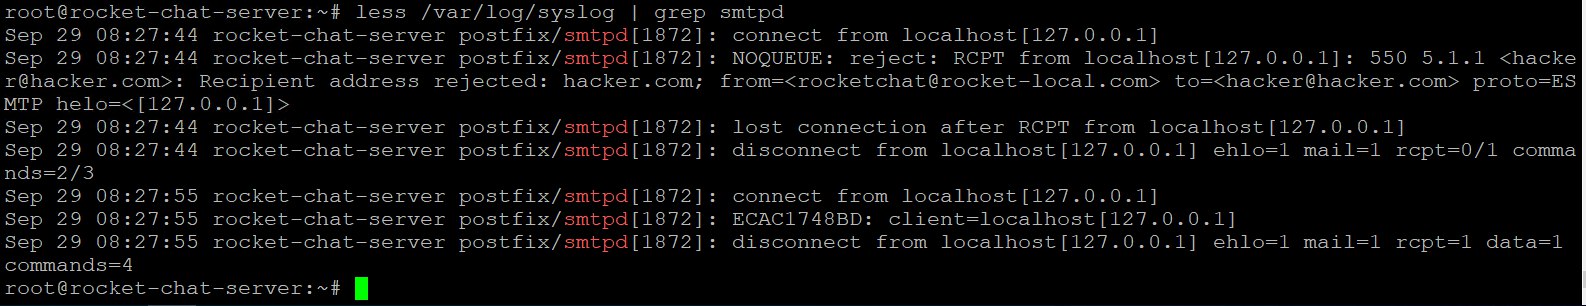 root@rocket-chat-server:~# less /var/log/syslog | grep smtpd
Sep 29 08:27:44 rocket-chat-server postfix/smtpd[1872]: connect from localhost[127.0.0.1]
Sep 29 08:27:44 rocket-chat-server postfix/smtpd[1872]: NOQUEUE: reject: RCPT from localhost[127.0.0.1]: 550 5.1.1 <hacke
r@hacker.com>: Recipient address rejected: hacker.com; from=<rocketchat@rocket-local.com> to=<hacker@hacker.com> proto=ES
MTP helo=<[127.0.0.1]>
Sep 29 08:27:44 rocket-chat-server postfix/smtpd[1872]: lost connection after RCPT from localhost[127.0.0.1]
Sep 29 08:27:44 rocket-chat-server postfix/smtpd[1872]: disconnect from localhost[127.0.0.1] ehlo=1 mail=1 rcpt=0/1 comma
nds=2/3
Sep 29 08:27:55 rocket-chat-server postfix/smtpd[1872]: connect from localhost[127.0.0.1]
Sep 29 08:27:55 rocket-chat-server postfix/smtpd[1872]: ECAC1748BD: client=localhost[127.0.0.1]
Sep 29 08:27:55 rocket-chat-server postfix/smtpd[1872]: disconnect from localhost[127.0.0.1] ehlo=1 mail=1 rcpt=1 data=1
commands=4
root@rocket-chat-server:~#